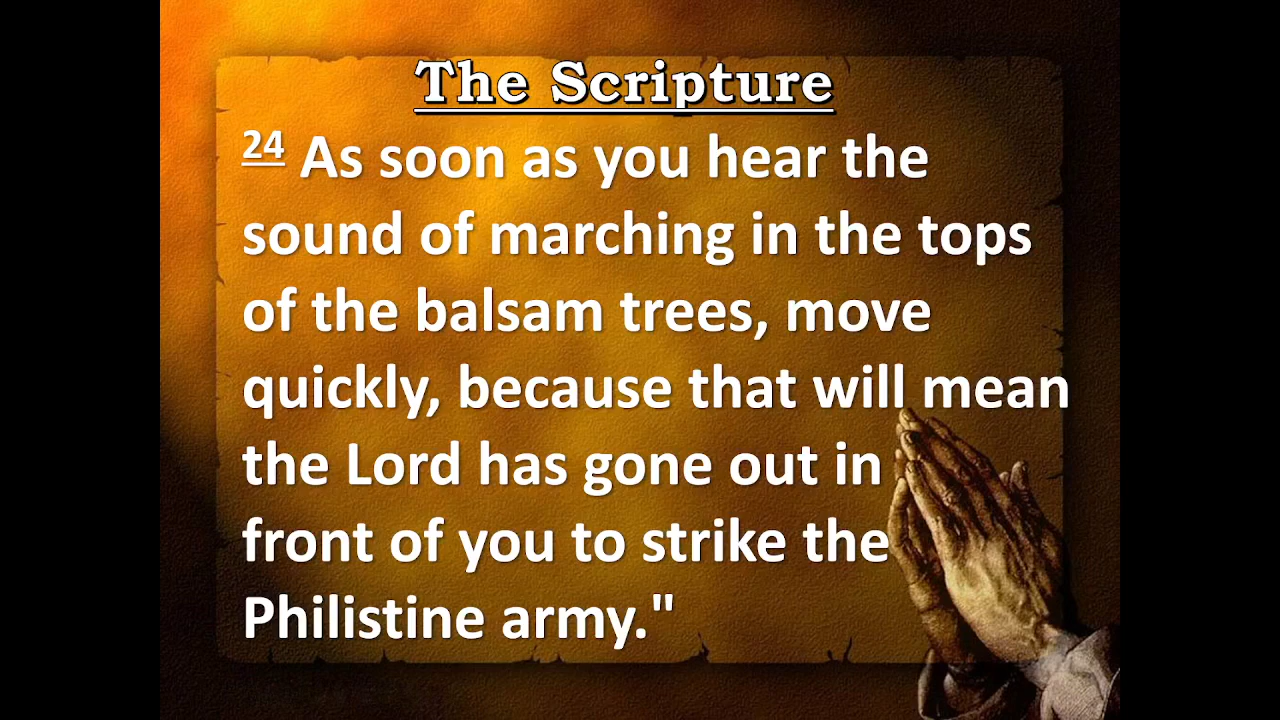 The Scripture
24 As soon as you hear the
sound of marching in the tops
of the balsam trees, move
quickly, because that will mean
the Lord has gone out in
front of you to strike the
Philistine army."